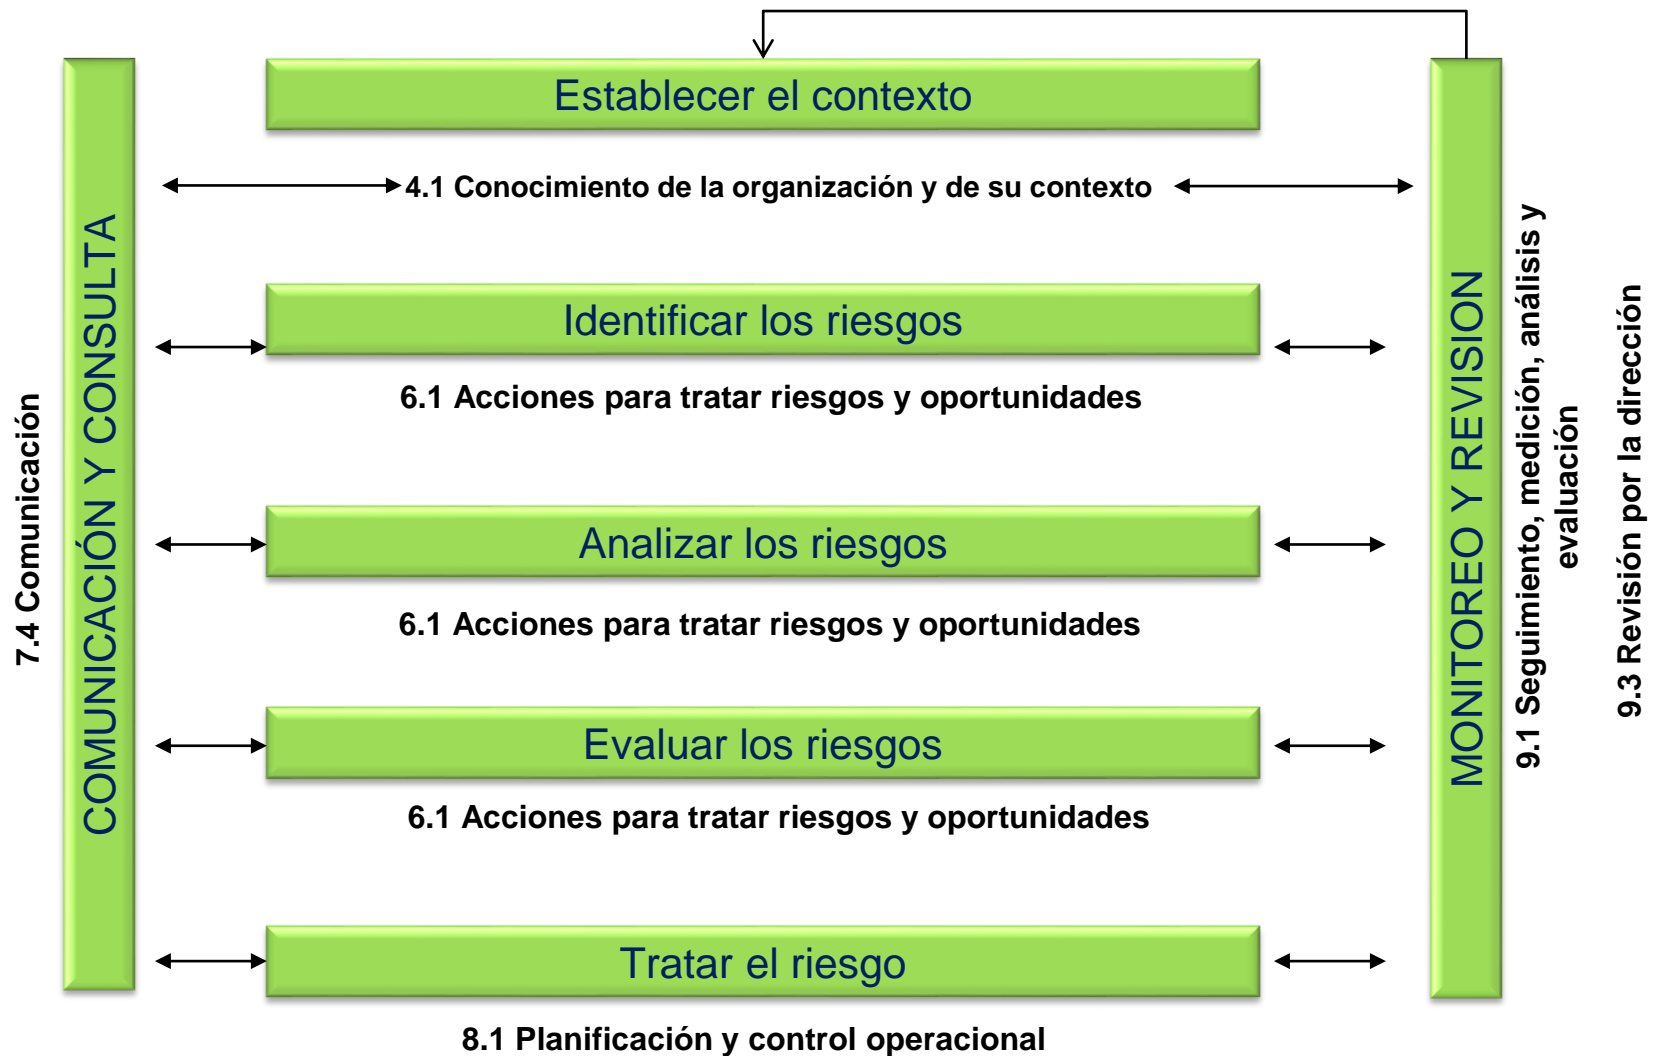 7.4 Comunicación
COMUNICACIÓN Y CONSULTA
Establecer el contexto
4.1 Conocimiento de la organización y de su contexto
Identificar los riesgos
6.1 Acciones para tratar riesgos y oportunidades
Analizar los riesgos
6.1 Acciones para tratar riesgos y oportunidades
Evaluar los riesgos
6.1 Acciones para tratar riesgos y oportunidades
Tratar el riesgo
8.1 Planificación y control operacional
MONITOREO Y REVISION
9.1 Seguimiento, medición, análisis y
evaluación
9.3 Revisión por la dirección